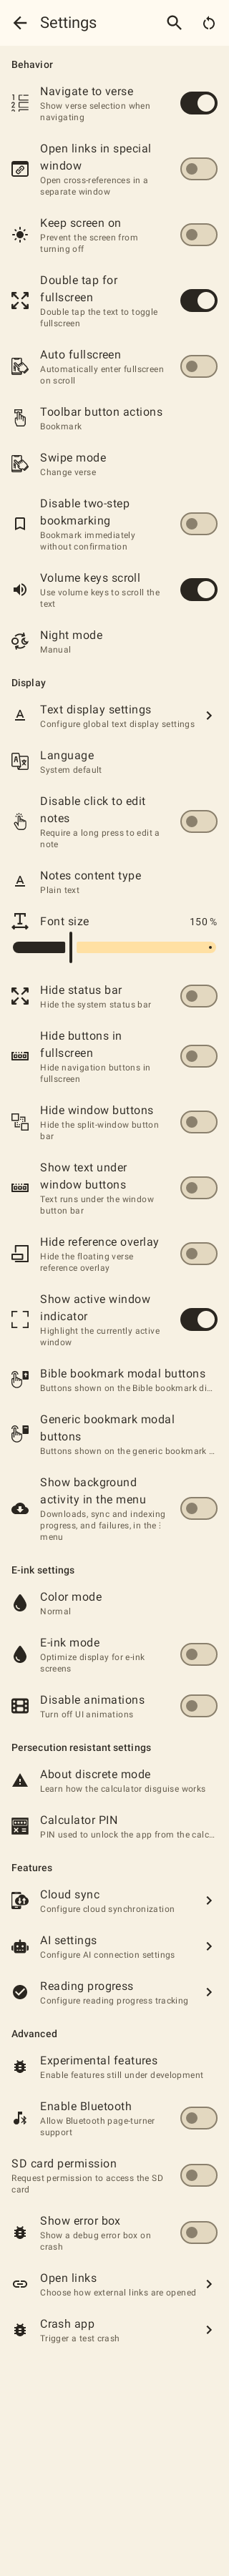 Settings
Behavior
Navigate to verse
Show verse selection when
navigating
Open links in special
window
Open cross-references in a
separate window
Keep screen on
Prevent the screen from
turning off
Double tap for
fullscreen
Double tap the text to toggle
fullscreen
Auto fullscreen
Automatically enter fullscreen
on scroll
Toolbar button actions
Bookmark
Swipe mode
Change verse
Disable two-step
bookmarking
Bookmark immediately
without confirmation
Volume keys scroll
Use volume keys to scroll the
text
Night mode
Manual
Display
Text display settings
Configure global text display settings
Language
System default
Disable click to edit
notes
Require a long press to edit a
note
Notes content type
Plain text
Font size 150 %
Hide status bar
Hide the system status bar
Hide buttons in
fullscreen
Hide navigation buttons in
fullscreen
Hide window buttons
Hide the split-window button
bar
Show text under
window buttons
Text runs under the window
button bar
Hide reference overlay
Hide the floating verse
reference overlay
Show active window
indicator
Highlight the currently active
window
Bible bookmark modal buttons
Buttons shown on the Bible bookmark di…
Generic bookmark modal
buttons
Buttons shown on the generic bookmark …
Show background
activity in the menu
Downloads, sync and indexing
progress, and failures, in the ⋮
menu
E-ink settings
Color mode
Normal
E-ink mode
Optimize display for e-ink
screens
Disable animations
Turn off UI animations
Persecution resistant settings
About discrete mode
Learn how the calculator disguise works
Calculator PIN
PIN used to unlock the app from the calc…
Features
Cloud sync
Configure cloud synchronization
AI settings
Configure AI connection settings
Reading progress
Configure reading progress tracking
Advanced
Experimental features
Enable features still under development
Enable Bluetooth
Allow Bluetooth page-turner
support
SD card permission
Request permission to access the SD
card
Show error box
Show a debug error box on
crash
Open links
Choose how external links are opened
Crash app
Trigger a test crash